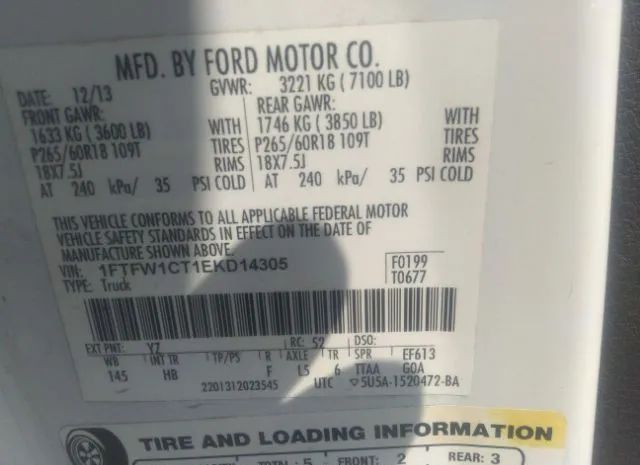 MFD. BY FORD MOTOR CO.
DATE: 12/13 GVWR: 3221 KG (7100 LB)
FRONT GAWR: REAR GAWR:
1633 KG (3600 LB) WITH 1746 KG (3850 LB) WITH
P265/60R18 109T TIRES P265/60R18 109T TIRES
18X7.5J RIMS 18X7.5J RIMS
AT 240 kPa/ 35 PSI COLD AT 240 kPa/ 35 PSI COLD
THIS VEHICLE CONFORMS TO ALL APPLICABLE FEDERAL MOTOR
VEHICLE SAFETY STANDARDS IN EFFECT ON THE DATE OF
MANUFACTURE SHOWN ABOVE.
VIN: 1FTFW1CT1EKD14305 F0199
TYPE: Truck T0677
EXT PNT: YZ RC: 52 DSO:
WB INT TR TP/PS R AXLE TR SPR EF613
145 HB F L5 6 TTAA GOA
2201312023545 UTC 5U5A-1520472-BA
TIRE AND LOADING INFORMATION
TOTAL: 5 FRONT: 2 REAR: 3